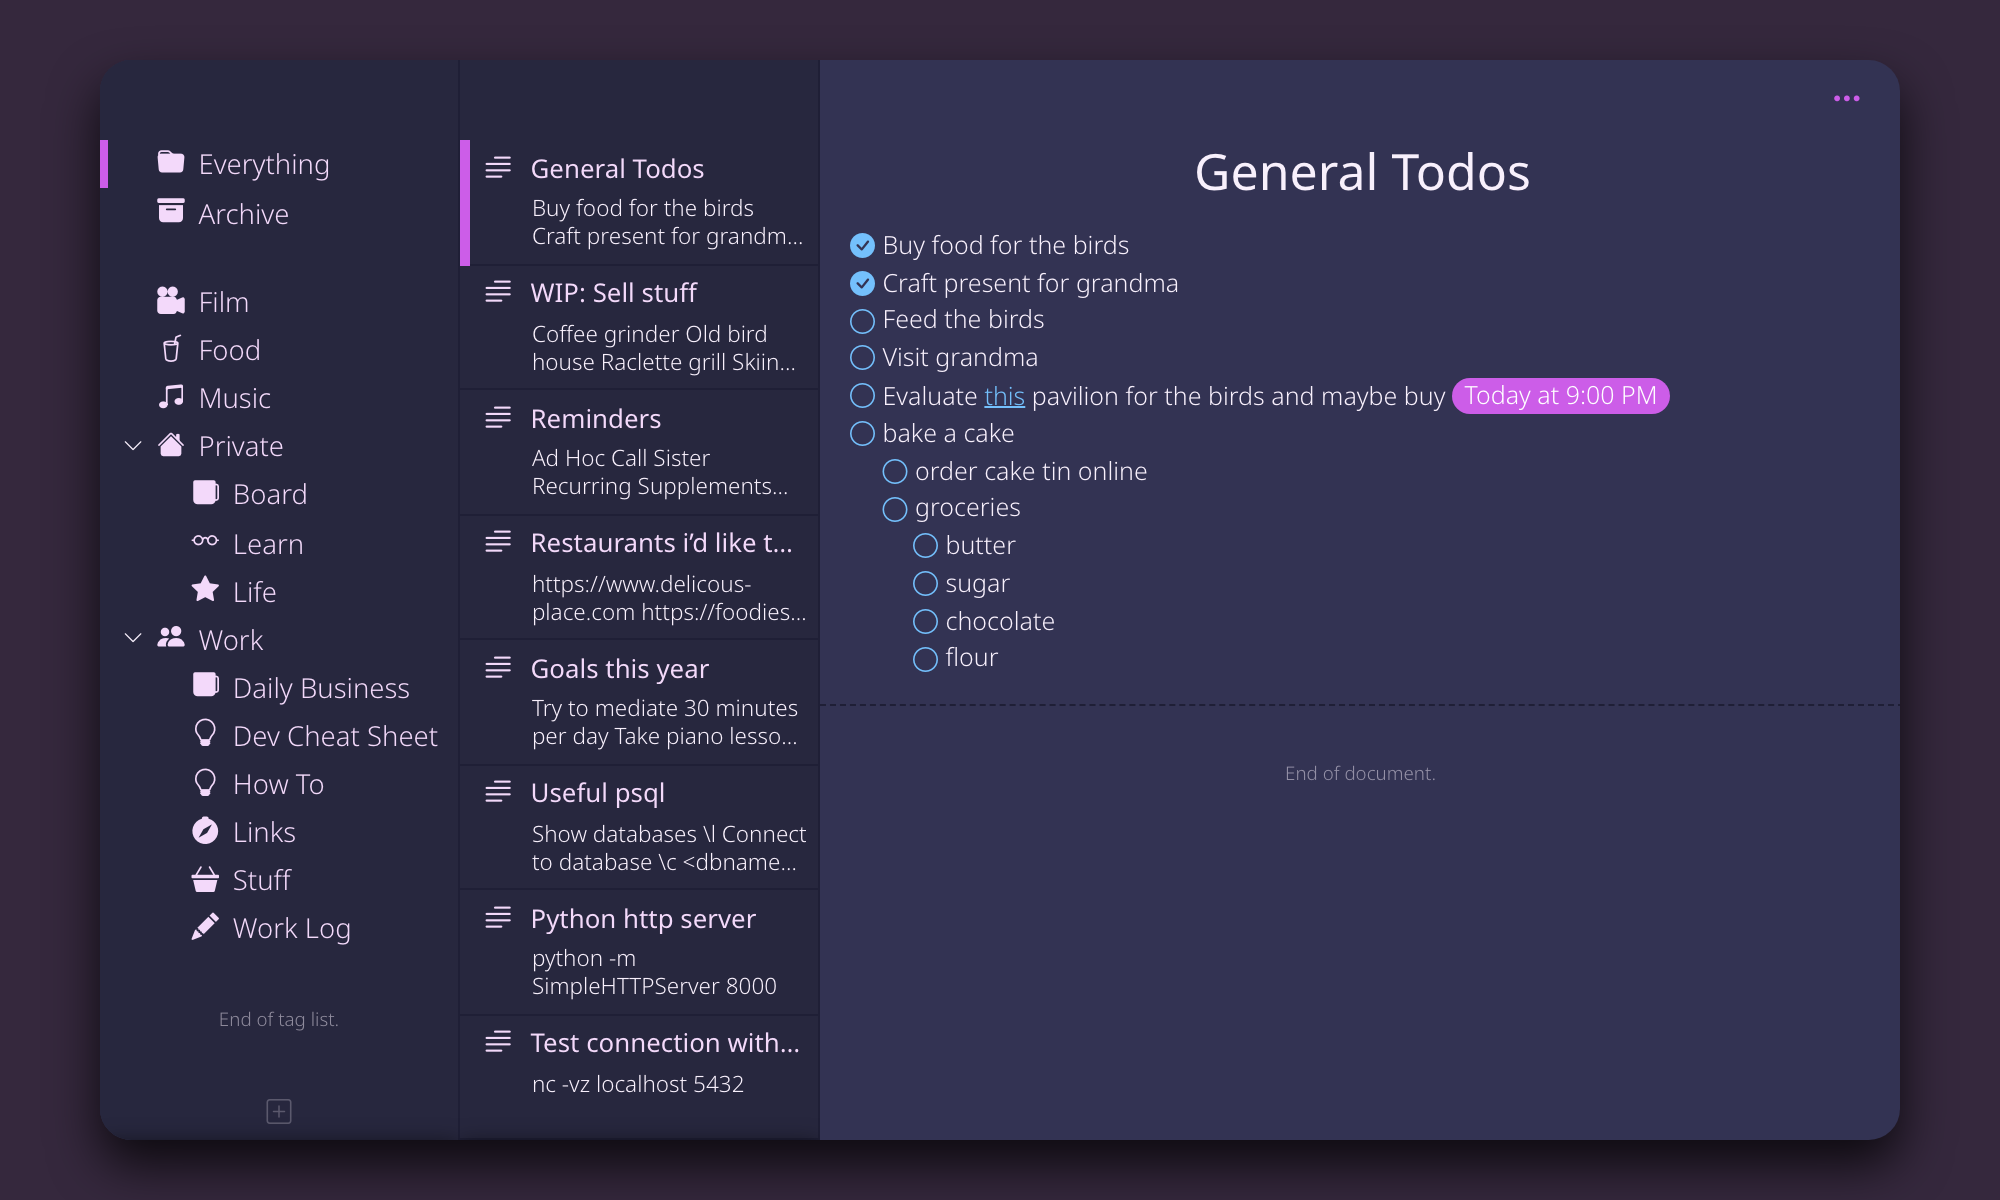 Everything
Archive
Film
Food
Music
Private
Board
Learn
Life
Work
Daily Business
Dev Cheat Sheet
How To
Links
Stuff
Work Log
End of tag list.
General Todos
Buy food for the birds
Craft present for grandm...
WIP: Sell stuff
Coffee grinder Old bird
house Raclette grill Skiin...
Reminders
Ad Hoc Call Sister
Recurring Supplements...
Restaurants i’d like t...
https://www.delicous-
place.com https://foodies...
Goals this year
Try to mediate 30 minutes
per day Take piano lesso...
Useful psql
Show databases \l Connect
to database \c <dbname...
Python http server
python -m
SimpleHTTPServer 8000
Test connection with...
nc -vz localhost 5432
General Todos
Buy food for the birds
Craft present for grandma
Feed the birds
Visit grandma
Evaluate this pavilion for the birds and maybe buy Today at 9:00 PM
bake a cake
order cake tin online
groceries
butter
sugar
chocolate
flour
End of document.